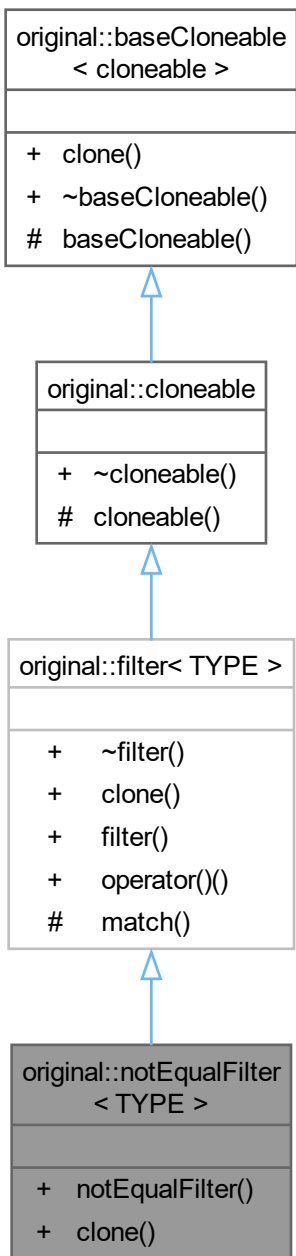 original::baseCloneable
< cloneable >
+ clone()
+ ~baseCloneable()
# baseCloneable()
original::cloneable
+ ~cloneable()
# cloneable()
original::filter< TYPE >
+ ~filter()
+ clone()
+ filter()
+ operator()()
# match()
original::notEqualFilter
< TYPE >
+ notEqualFilter()
+ clone()